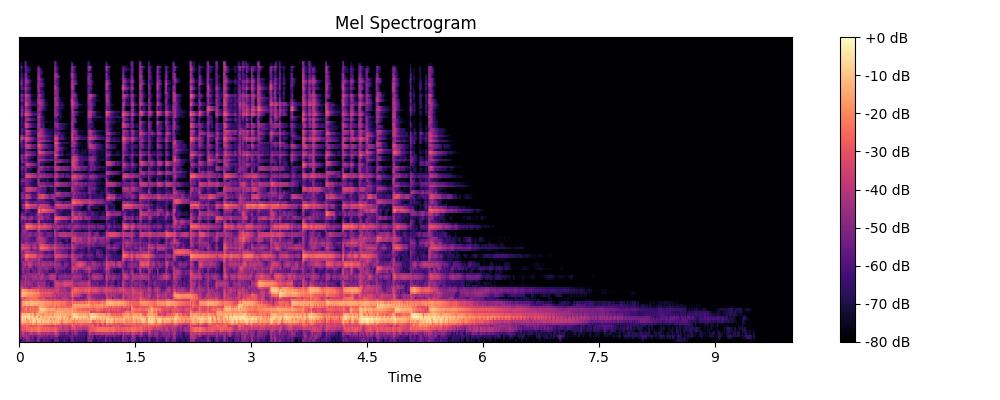 Mel Spectrogram
+0 dB
-10 dB
-20 dB
-30 dB
-40 dB
-50 dB
-60 dB
-70 dB
-80 dB
0 1.5 3 4.5 6 7.5 9
Time